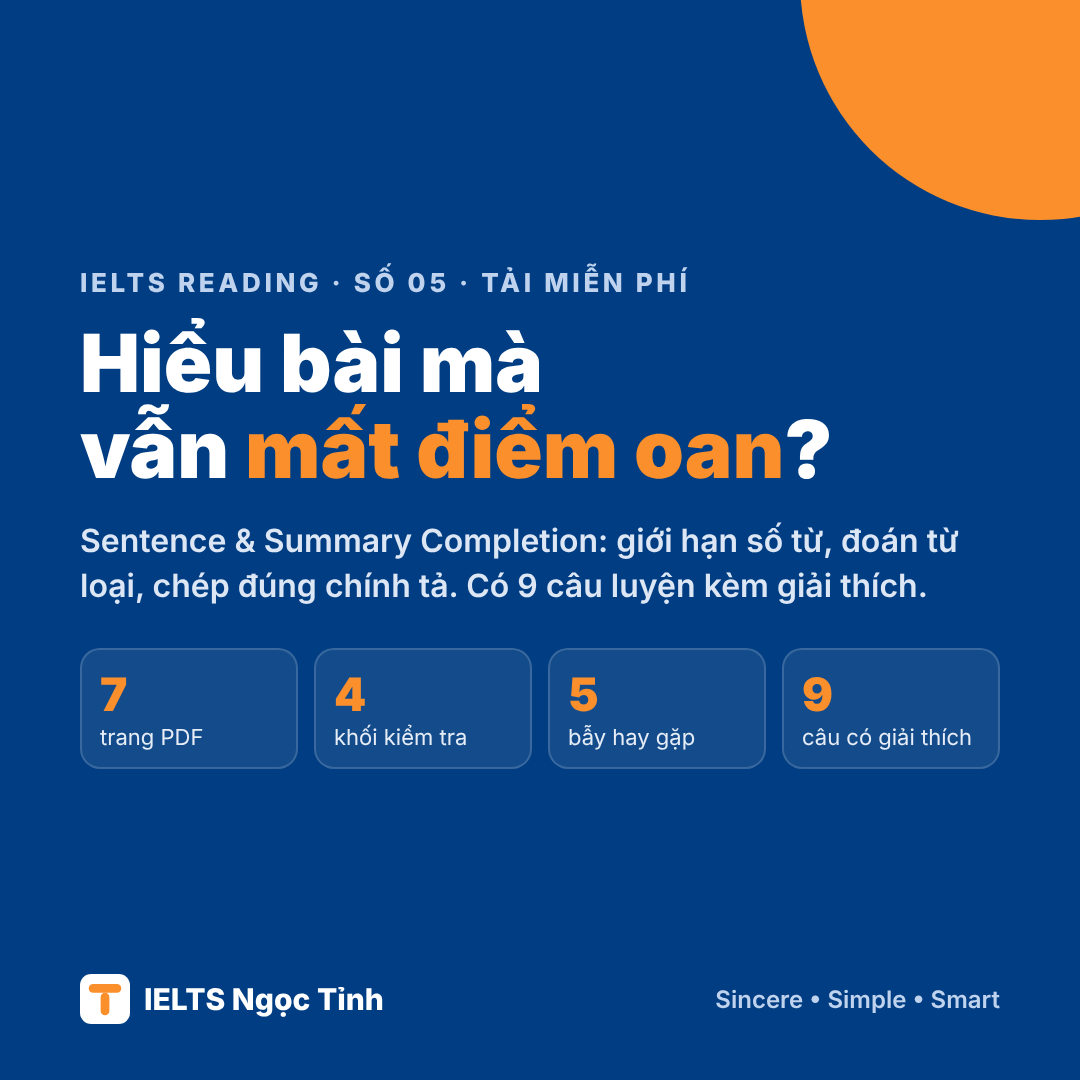 IELTS READING · SỐ 05 · TẢI MIỄN PHÍ
Hiểu bài mà
vẫn mất điểm oan?
Sentence & Summary Completion: giới hạn số từ, đoán từ
loại, chép đúng chính tả. Có 9 câu luyện kèm giải thích.
7
trang PDF
4
khối kiểm tra
5
bẫy hay gặp
9
câu có giải thích
IELTS Ngọc Tỉnh
Sincere • Simple • Smart